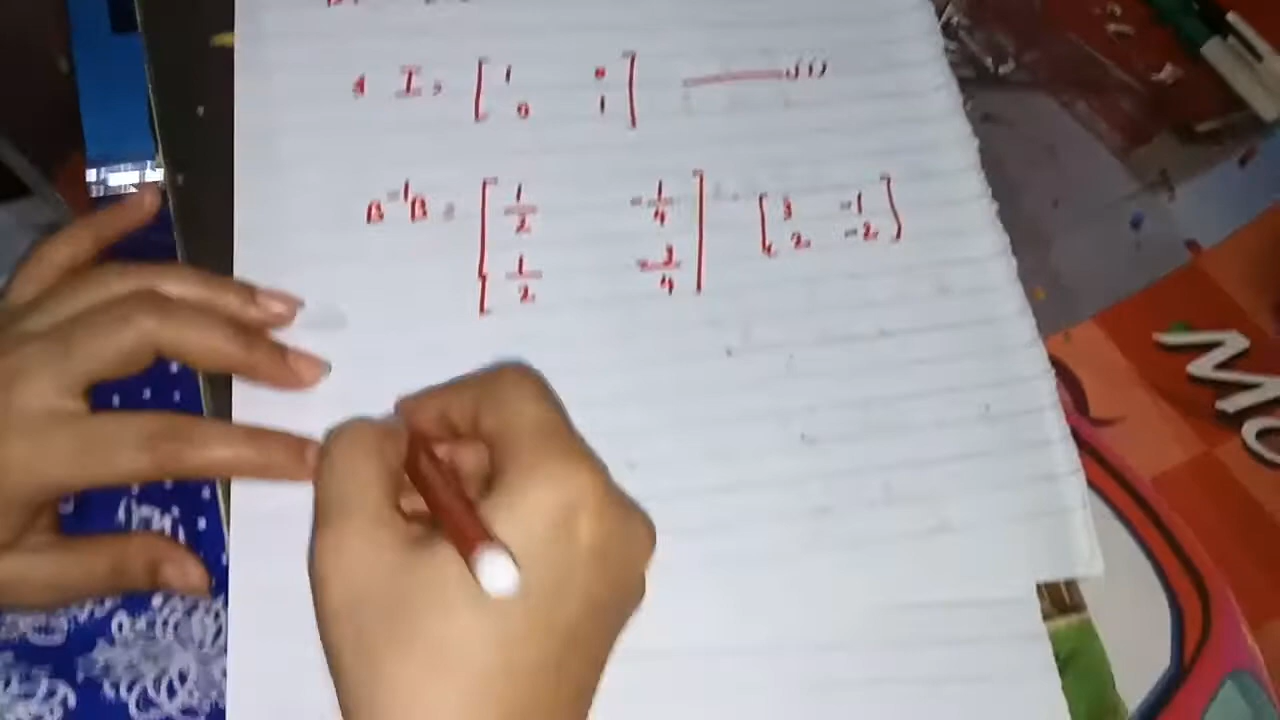 I = [ 1 0
0 1 ] ——— (i)
B⁻¹B = [ 1/2 -1/4
1/2 -3/4 ] [ 3 -1
2 -2 ]